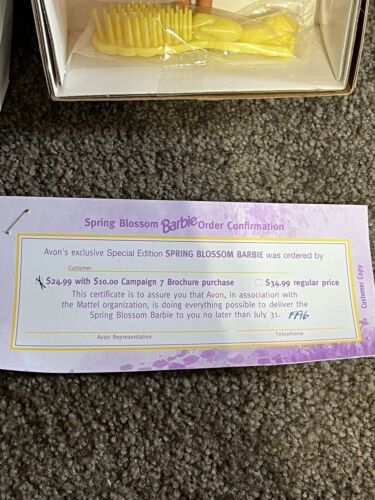 Spring Blossom Barbie Order Confirmation
Avon's exclusive Special Edition SPRING BLOSSOM BARBIE was ordered by
Customer
$24.99 with $10.00 Campaign 7 Brochure purchase $34.99 regular price
This certificate is to assure you that Avon, in association with
the Mattel organization, is doing everything possible to deliver the
Spring Blossom Barbie to you no later than July 31.
Avon Representative Telephone
Customer Copy